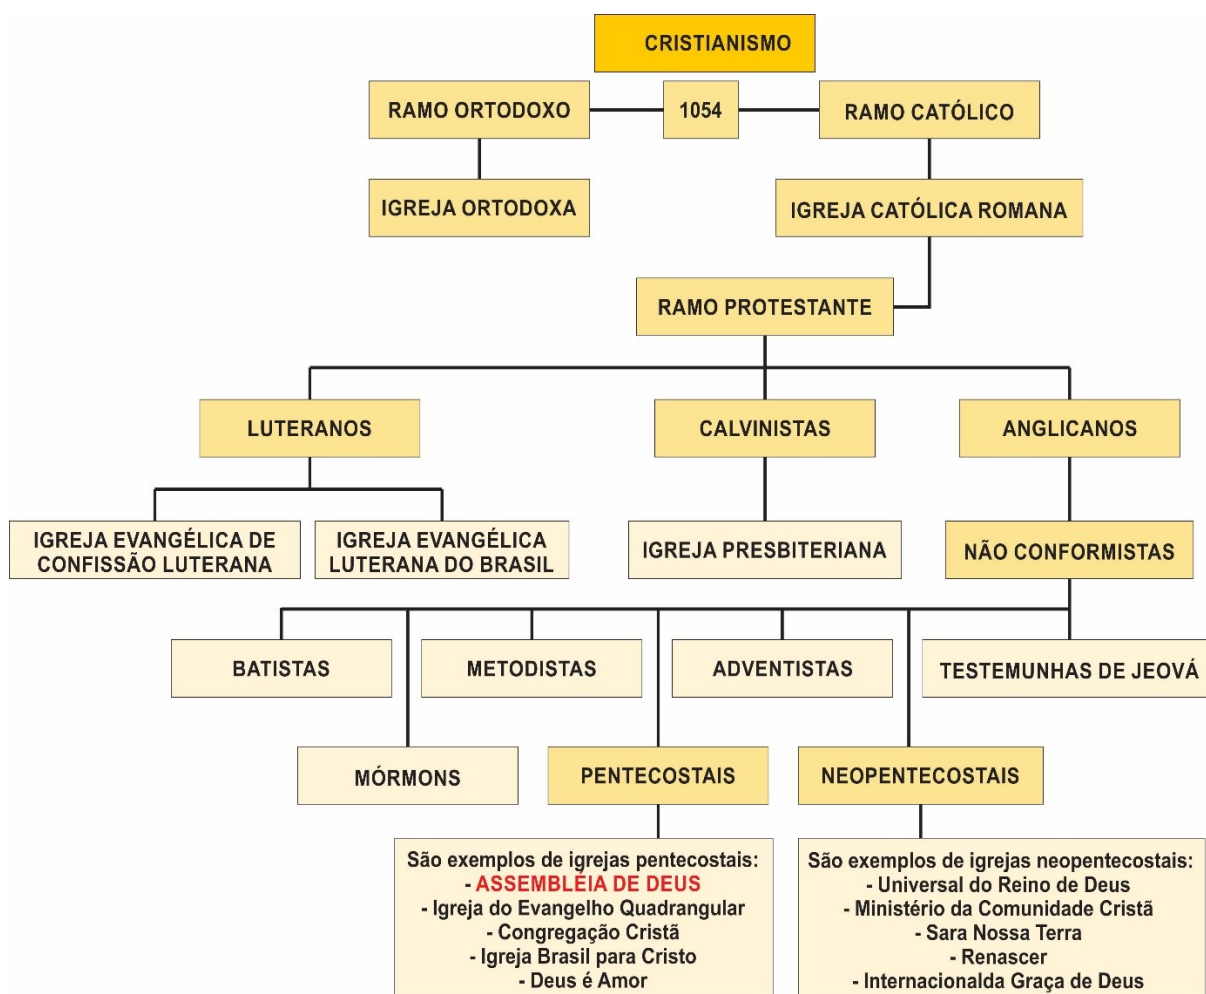 CRISTIANISMO
RAMO ORTODOXO
1054
RAMO CATÓLICO
IGREJA ORTODOXA
IGREJA CATÓLICA ROMANA
RAMO PROTESTANTE
LUTERANOS
CALVINISTAS
ANGLICANOS
IGREJA EVANGÉLICA DE
CONFISSÃO LUTERANA
IGREJA EVANGÉLICA
LUTERANA DO BRASIL
IGREJA PRESBITERIANA
NÃO CONFORMISTAS
BATISTAS
METODISTAS
ADVENTISTAS
TESTEMUNHAS DE JEOVÁ
MÓRMONS
PENTECOSTAIS
NEOPENTECOSTAIS
São exemplos de igrejas pentecostais:
- ASSEMBLÉIA DE DEUS
- Igreja do Evangelho Quadrangular
- Congregação Cristã
- Igreja Brasil para Cristo
- Deus é Amor
São exemplos de igrejas neopentecostais:
- Universal do Reino de Deus
- Ministério da Comunidade Cristã
- Sara Nossa Terra
- Renascer
- Internacionalda Graça de Deus